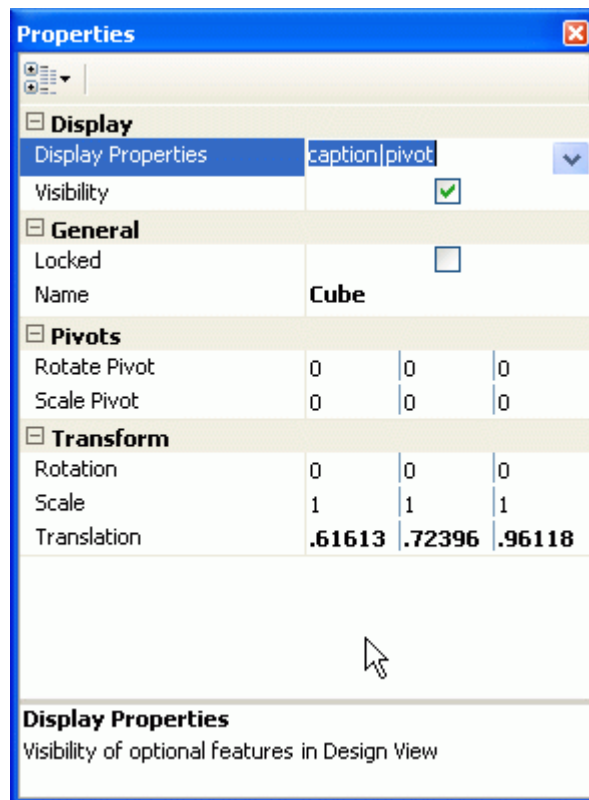 Properties
Display
Display Properties caption|pivot
Visibility
General
Locked
Name Cube
Pivots
Rotate Pivot 0 0 0
Scale Pivot 0 0 0
Transform
Rotation 0 0 0
Scale 1 1 1
Translation .61613 .72396 .96118
Display Properties
Visibility of optional features in Design View